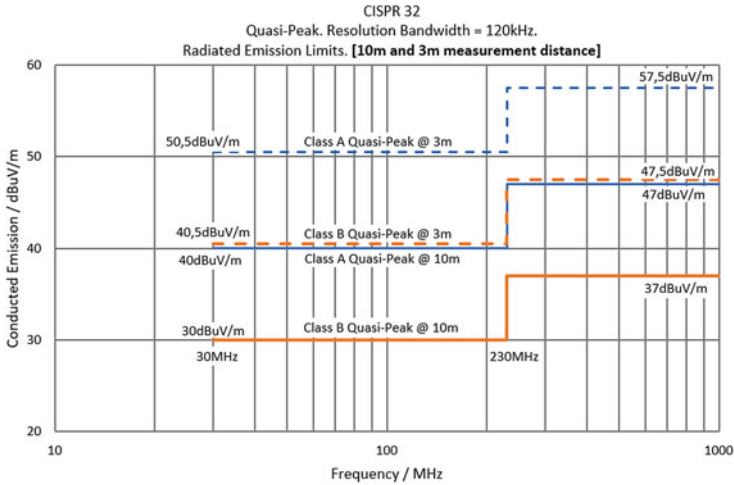 CISPR 32
Quasi-Peak. Resolution Bandwidth = 120kHz.
Radiated Emission Limits. [10m and 3m measurement distance]
Conducted Emission / dBuV/m
60
50
40
30
20
57,5dBuV/m
50,5dBuV/m
Class A Quasi-Peak @ 3m
47,5dBuV/m
47dBuV/m
40,5dBuV/m
Class B Quasi-Peak @ 3m
40dBuV/m
Class A Quasi-Peak @ 10m
37dBuV/m
30dBuV/m
Class B Quasi-Peak @ 10m
30MHz
230MHz
10
100
1000
Frequency / MHz